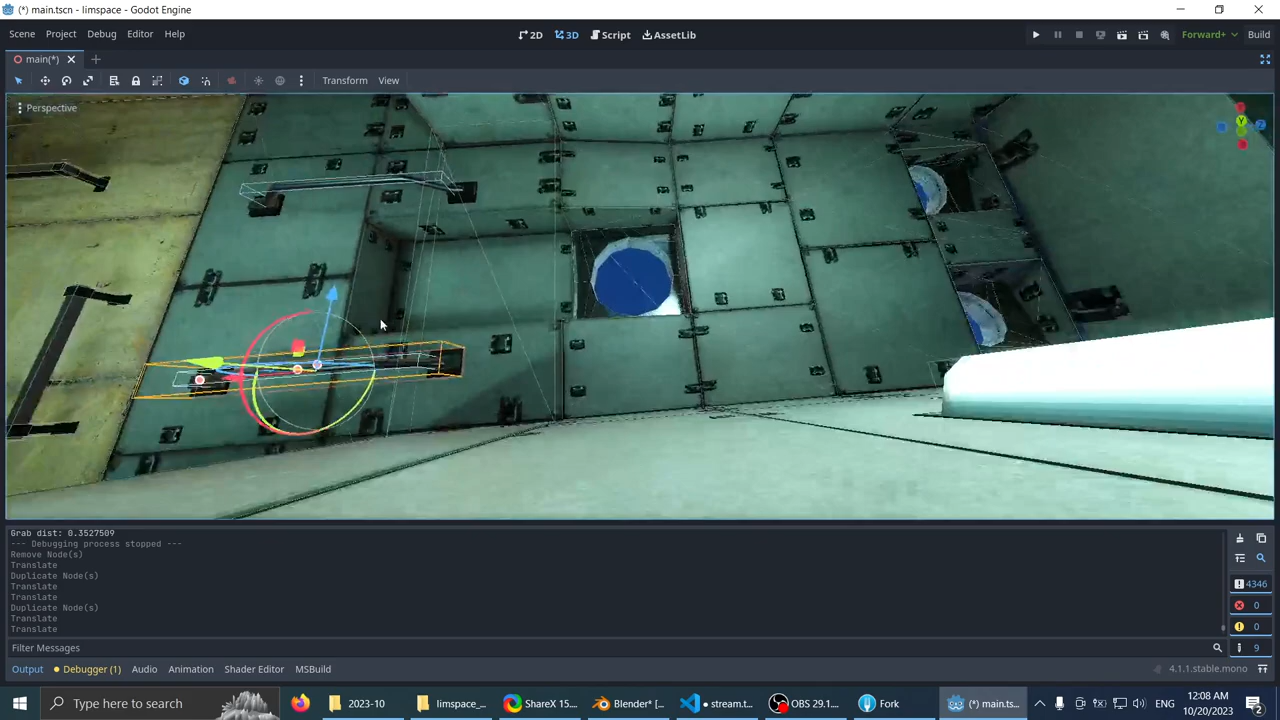 (*) main.tscn - limspace - Godot Engine
Scene Project Debug Editor Help
2D 3D Script AssetLib
Forward+ Build
main(*)
Transform View
Perspective
Y
Z
Grab dist: 0.3527509
--- Debugging process stopped ---
Remove Node(s)
Translate
Duplicate Node(s)
Translate
Translate
Duplicate Node(s)
Translate
Translate
4346
0
0
9
Filter Messages
Output Debugger (1) Audio Animation Shader Editor MSBuild
4.1.1.stable.mono
Type here to search
2023-10
limspace_...
ShareX 15....
Blender* [...
● stream.t...
OBS 29.1...
Fork
(*) main.ts...
ENG
12:08 AM
10/20/2023
2